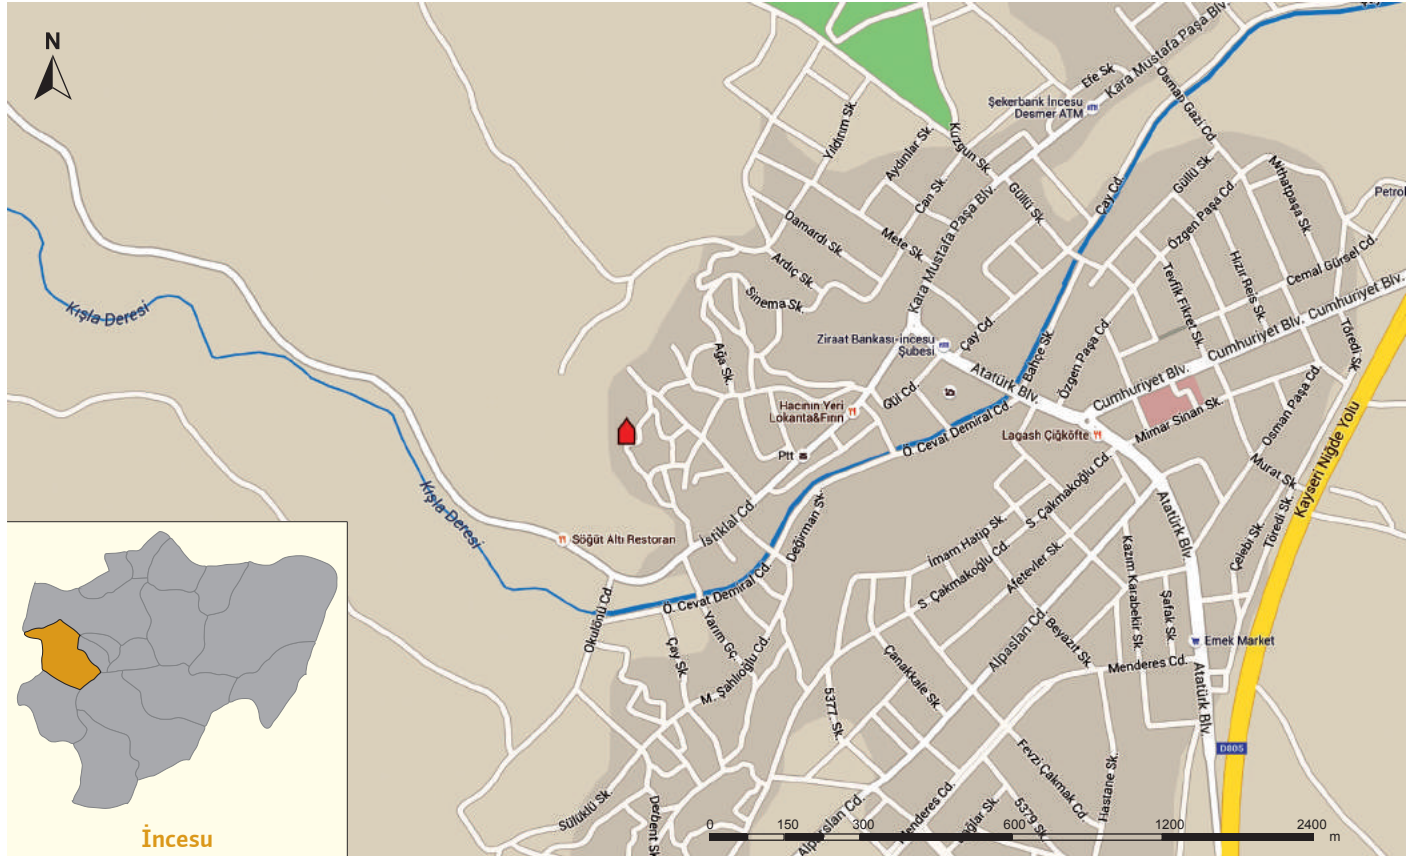 N
Kara Mustafa Paşa Blv.
Efe Sk.
Osman Gazi Cd.
Şekerbank İncesu
Desmer ATM
Yıldırım Sk.
Aydınlar Sk.
Kuzgun Sk.
Can Sk.
Güllü Sk.
Çay Cd.
Güllü Sk.
Mithatpaşa Sk.
Petrol
Özgen Paşa Cd.
Damardı Sk.
Mete Sk.
Kara Mustafa Paşa Blv.
Ardıç Sk.
Sinema Sk.
Tevfik Fikret Sk.
Hızır Reis Sk.
Cemal Gürsel Cd.
Cumhuriyet Blv.
Cumhuriyet Blv.
Kışla Deresi
Ziraat Bankası-İncesu
Şubesi
Çay Cd.
Bahçe Sk.
Özgen Paşa Cd.
Töredi Sk.
Ağa Sk.
Atatürk Blv.
Cumhuriyet Blv.
Gül Cd.
Hacının Yeri
Lokanta&Fırın
Mimar Sinan Sk.
Osman Paşa Cd.
Ö. Cevat Demiral Cd.
Lagash Çiğköfte
Ptt
Kayseri Niğde Yolu
Murat Sk.
S. Çakmakoğlu Cd.
Kışla Deresi
İstiklal Cd.
Değirman Sk.
Atatürk Blv.
Töredi Sk.
Çelebi Sk.
Söğüt Altı Restoran
İmam Hatip Sk.
S. Çakmakoğlu Cd.
Afetevler Sk.
Kazım Karabekir Sk.
Şafak Sk.
Okulönü Cd.
Ö. Cevat Demiral Cd.
Yarım Gç.
Çay Sk.
M. Şahlıoğlu Cd.
Alpaslan Cd.
Beyazıt Sk.
Emek Market
Menderes Cd.
Çanakkale Sk.
5377. Sk.
Atatürk Blv.
D805
Fevzi Çakmak Cd.
Hastane Sk.
Sülüklü Sk.
Derbent Sk.
Alparslan Cd.
Menderes Cd.
5379 Sk.
İncesu
0 150 300 600 1200 2400
m